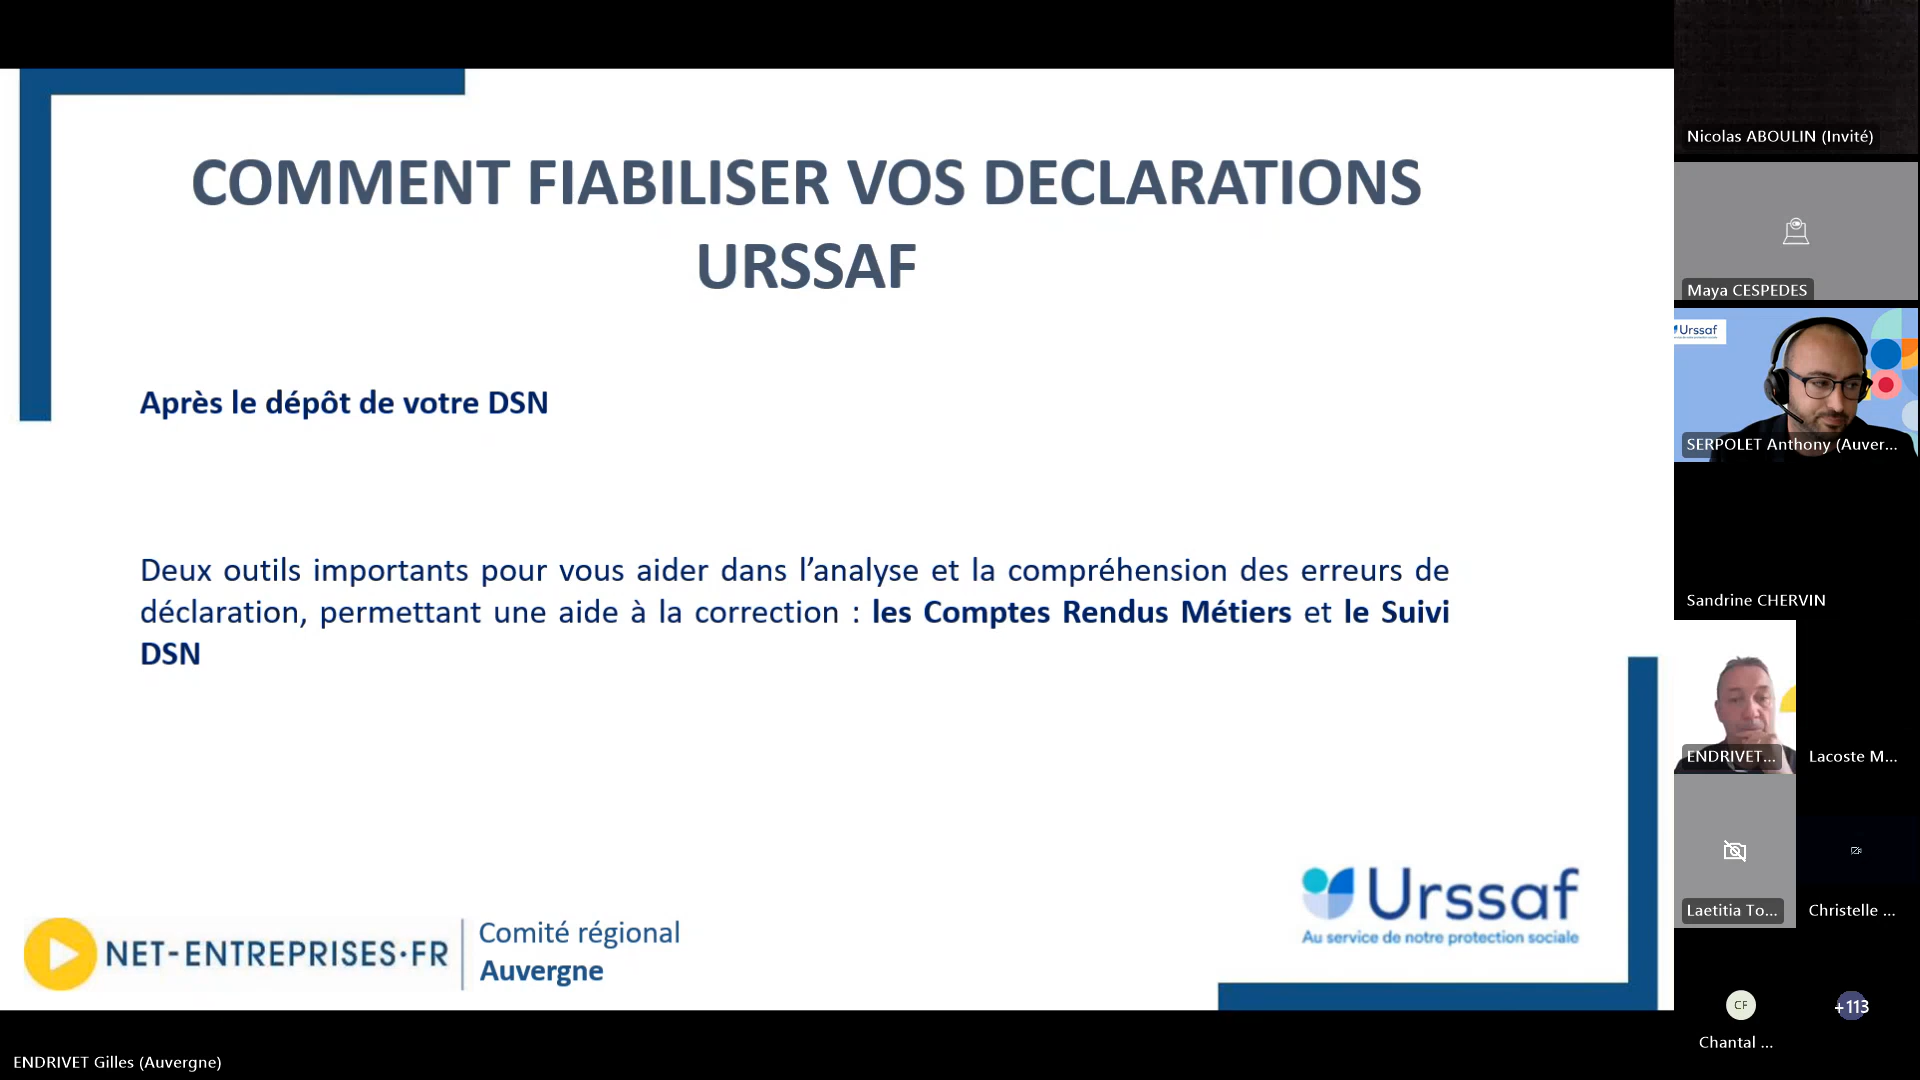 COMMENT FIABILISER VOS DECLARATIONS
URSSAF
Après le dépôt de votre DSN
Deux outils importants pour vous aider dans l’analyse et la compréhension des erreurs de
déclaration, permettant une aide à la correction : les Comptes Rendus Métiers et le Suivi
DSN
NET-ENTREPRISES·FR
Comité régional
Auvergne
Urssaf
Au service de notre protection sociale
ENDRIVET Gilles (Auvergne)
Nicolas ABOULIN (Invité)
Maya CESPEDES
Urssaf
SERPOLET Anthony (Auver...
Sandrine CHERVIN
ENDRIVET...
Lacoste M...
Laetitia To...
Christelle ...
CF
Chantal ...
+113